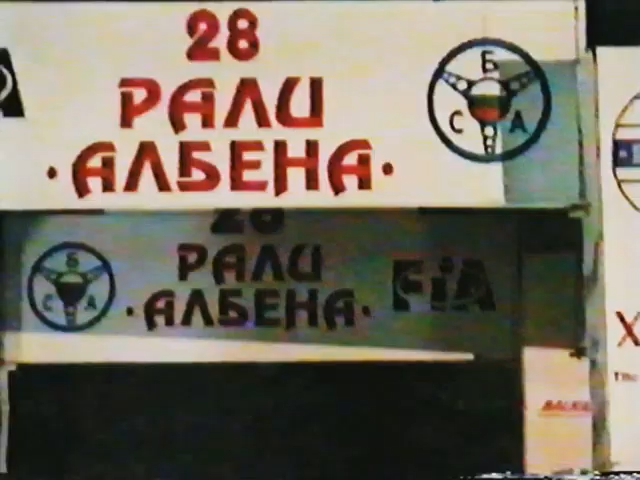 28
РАЛИ
·АЛБЕНА·
Б
С А
28
РАЛИ
·АЛБЕНА·
Б
С А
FiA
X